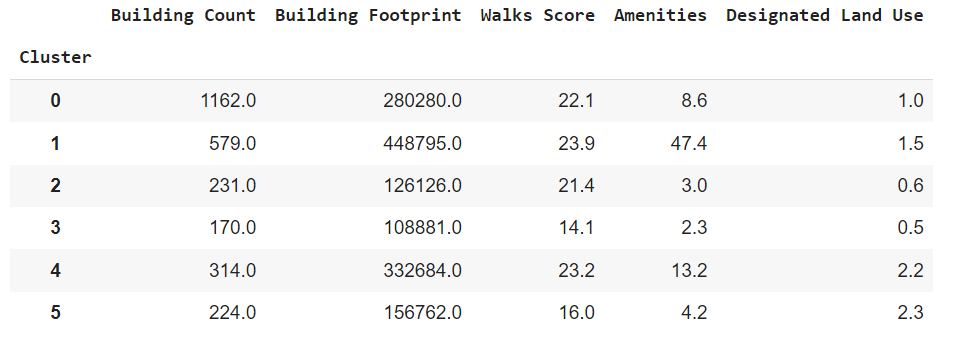 Building Count Building Footprint Walks Score Amenities Designated Land Use
Cluster
0 1162.0 280280.0 22.1 8.6 1.0
1 579.0 448795.0 23.9 47.4 1.5
2 231.0 126126.0 21.4 3.0 0.6
3 170.0 108881.0 14.1 2.3 0.5
4 314.0 332684.0 23.2 13.2 2.2
5 224.0 156762.0 16.0 4.2 2.3